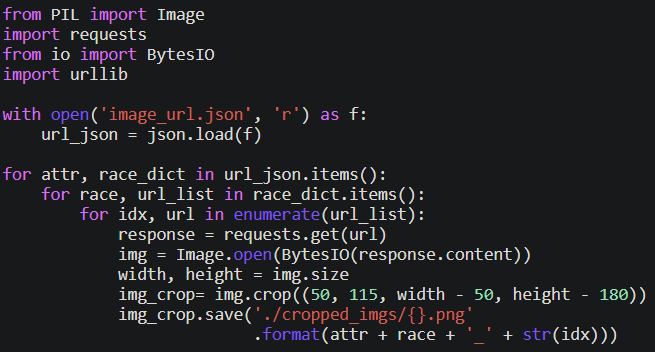 from PIL import Image
import requests
from io import BytesIO
import urllib

with open('image_url.json', 'r') as f:
    url_json = json.load(f)

for attr, race_dict in url_json.items():
    for race, url_list in race_dict.items():
        for idx, url in enumerate(url_list):
            response = requests.get(url)
            img = Image.open(BytesIO(response.content))
            width, height = img.size
            img_crop= img.crop((50, 115, width - 50, height - 180))
            img_crop.save('./cropped_imgs/{}.png'
                          .format(attr + race + '_' + str(idx)))